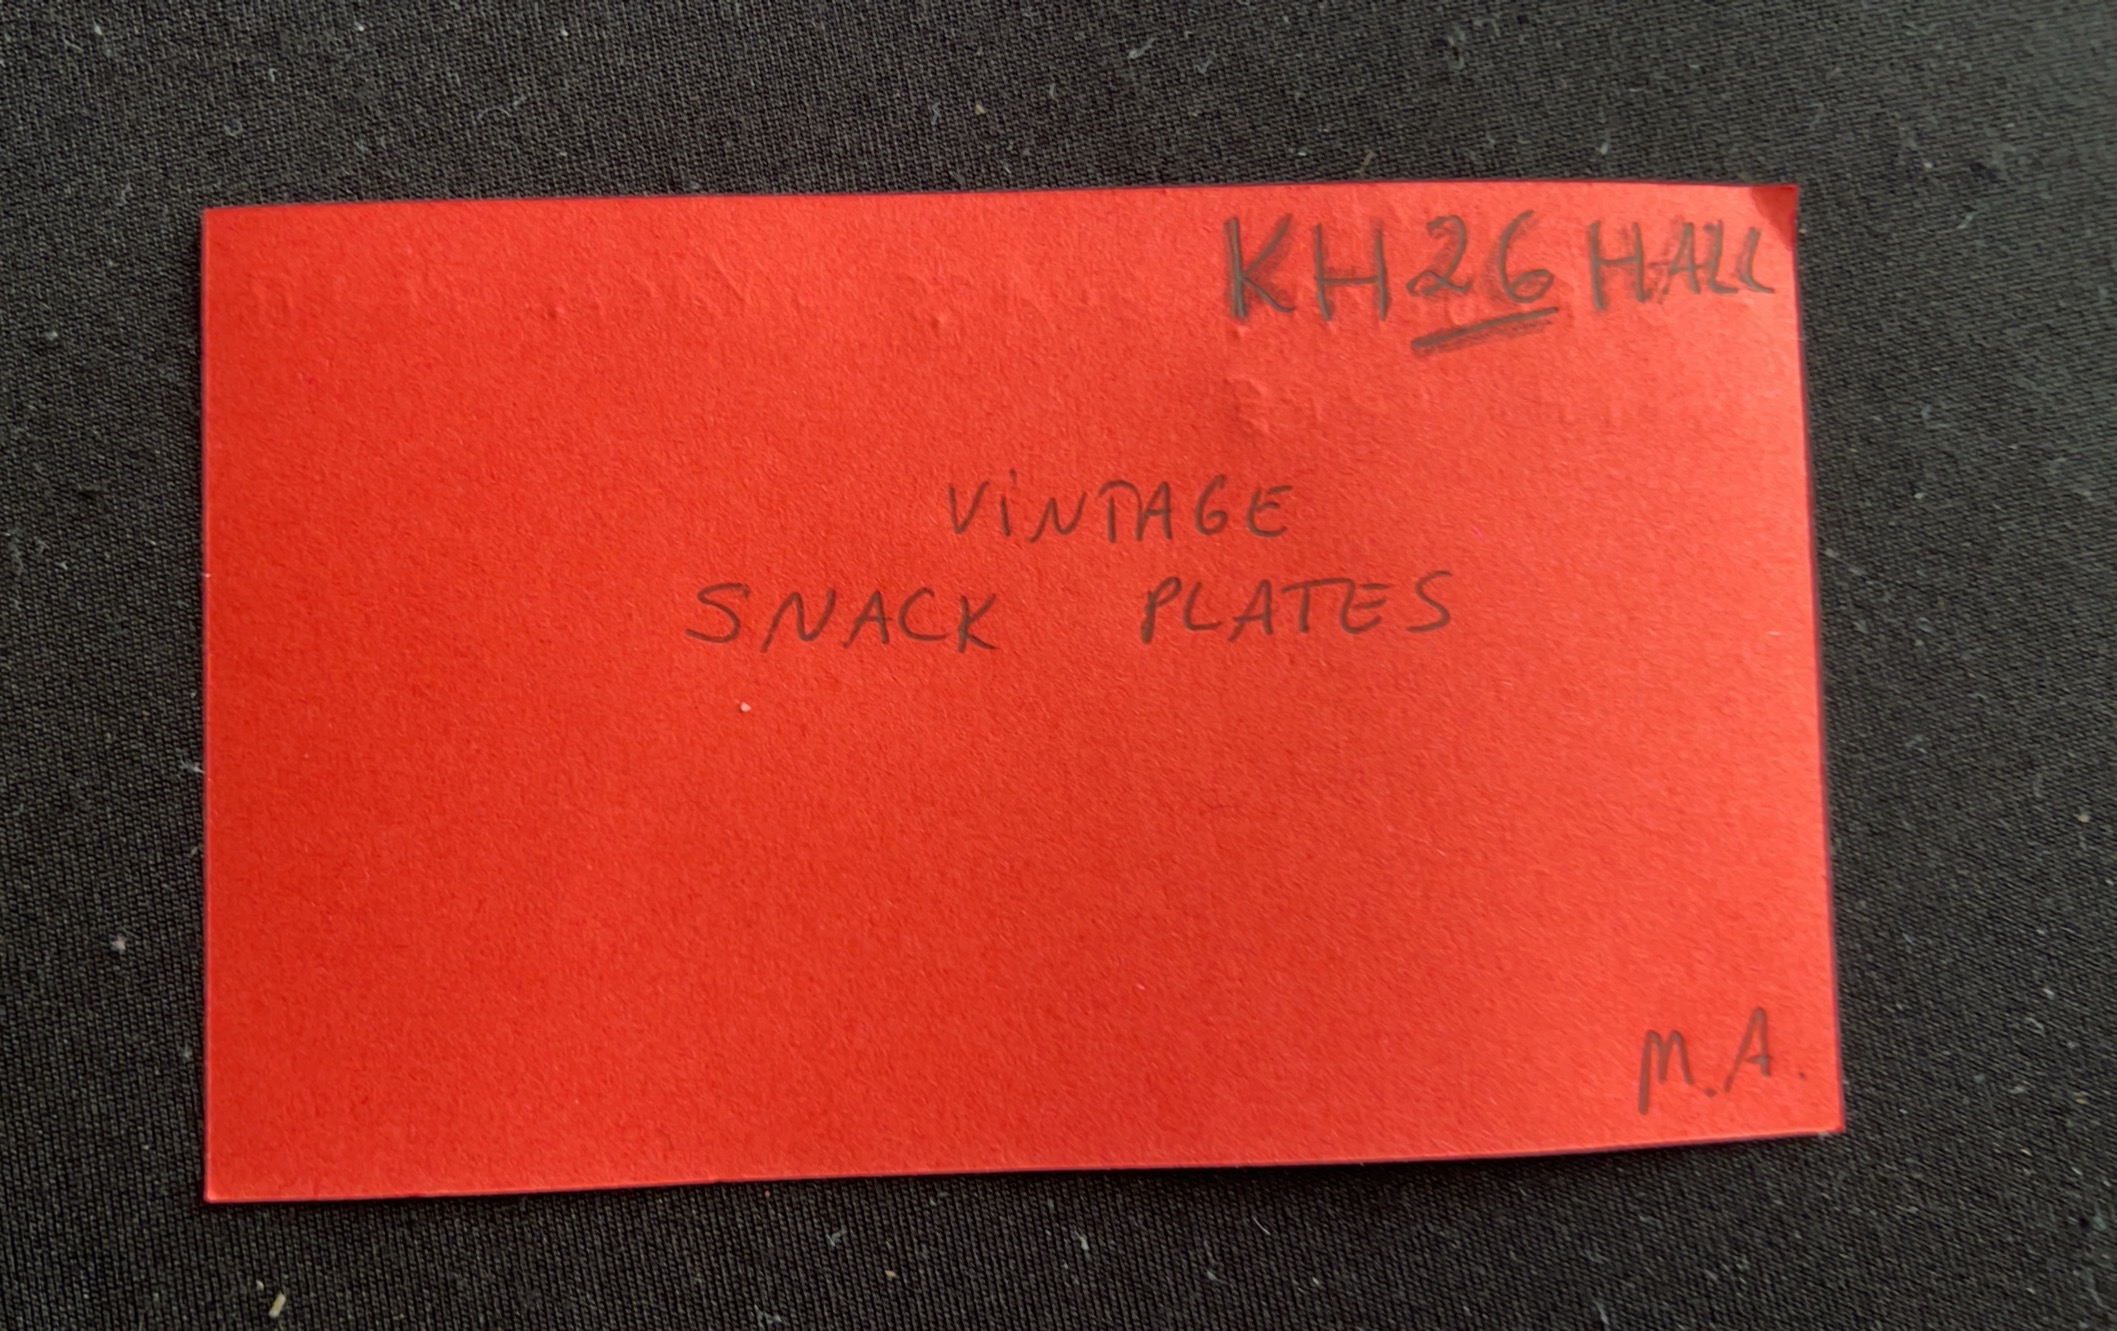 KH26 HALL
ViNTAGE
SNACK PLATES
M.A.